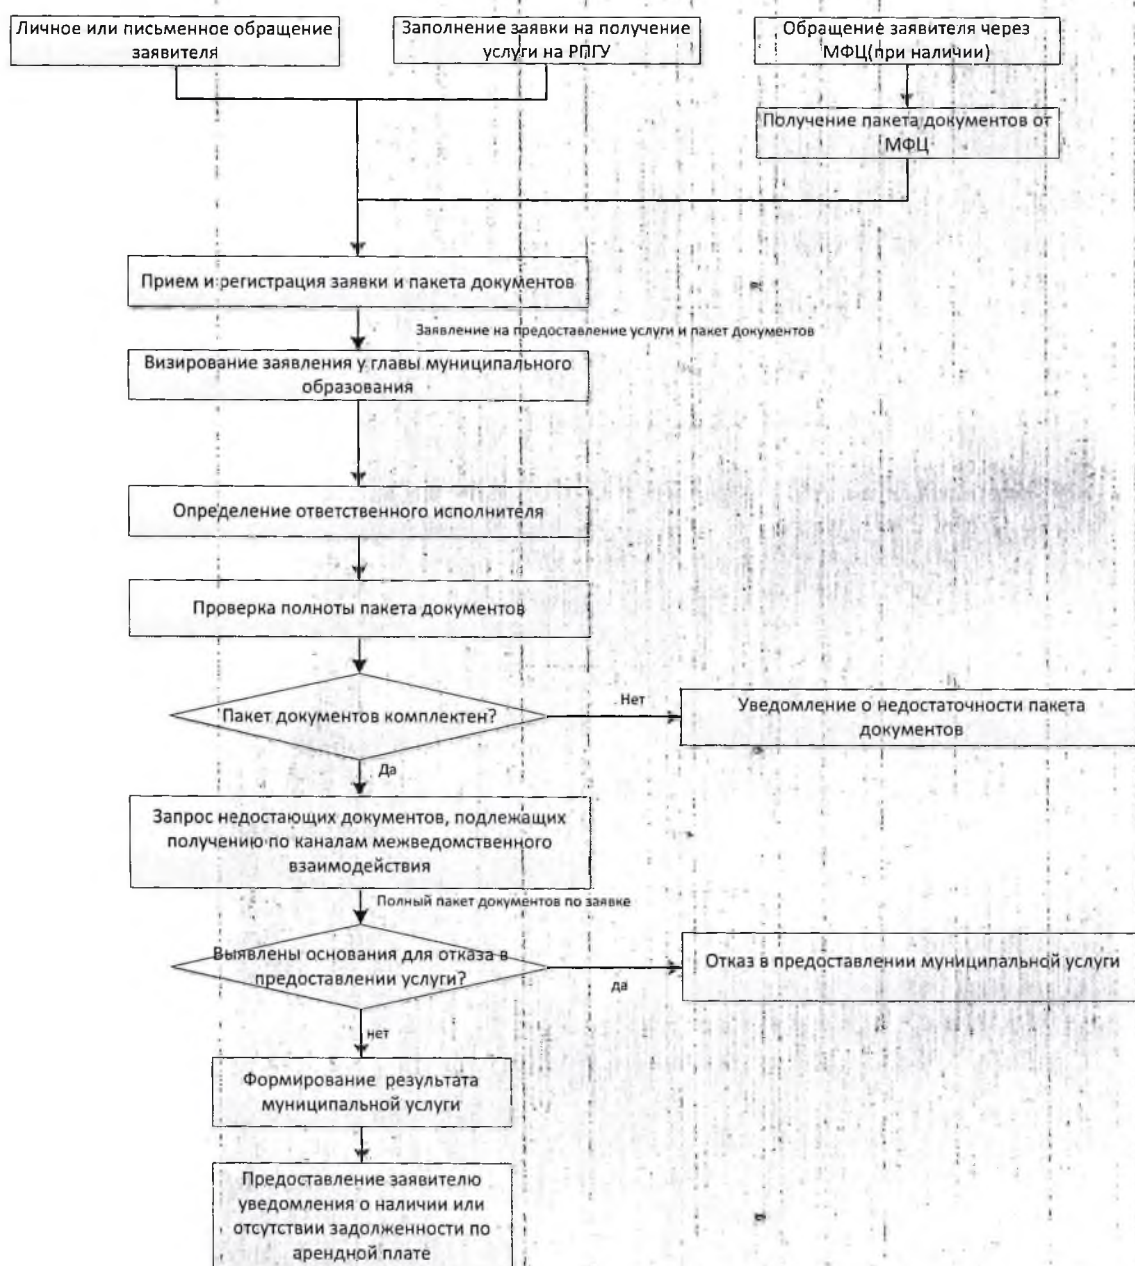 Личное или письменное обращение
заявителя
Заполнение заявки на получение
услуги на РПГУ
Обращение заявителя через
МФЦ(при наличии)
Получение пакета документов от
МФЦ
Прием и регистрация заявки и пакета документов
Заявление на предоставление услуги и пакет документов
Визирование заявления у главы муниципального
образования
Определение ответственного исполнителя
Проверка полноты пакета документов
Пакет документов комплектен?
Нет
Уведомление о недостаточности пакета
документов
Да
Запрос недостающих документов, подлежащих
получению по каналам межведомственного
взаимодействия
Полный пакет документов по заявке
Выявлены основания для отказа в
предоставлении услуги?
да
Отказ в предоставлении муниципальной услуги
нет
Формирование результата
муниципальной услуги
Предоставление заявителю
уведомления о наличии или
отсутствии задолженности по
арендной плате